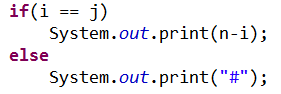 if(i == j)
    System.out.print(n-i);
else
    System.out.print("#");